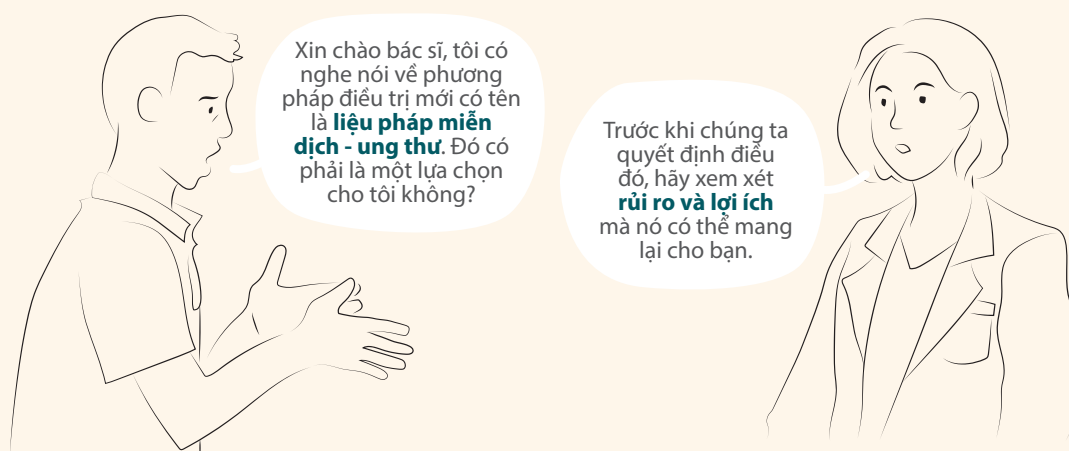 Xin chào bác sĩ, tôi có
nghe nói về phương
pháp điều trị mới có tên
là liệu pháp miễn
dịch - ung thư. Đó có
phải là một lựa chọn
cho tôi không?
Trước khi chúng ta
quyết định điều
đó, hãy xem xét
rủi ro và lợi ích
mà nó có thể mang
lại cho bạn.